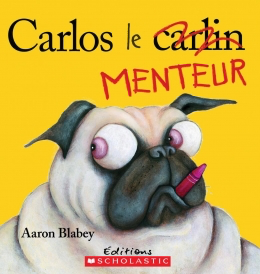 Carlos le carlin
MENTEUR
Aaron Blabey
Éditions
SCHOLASTIC